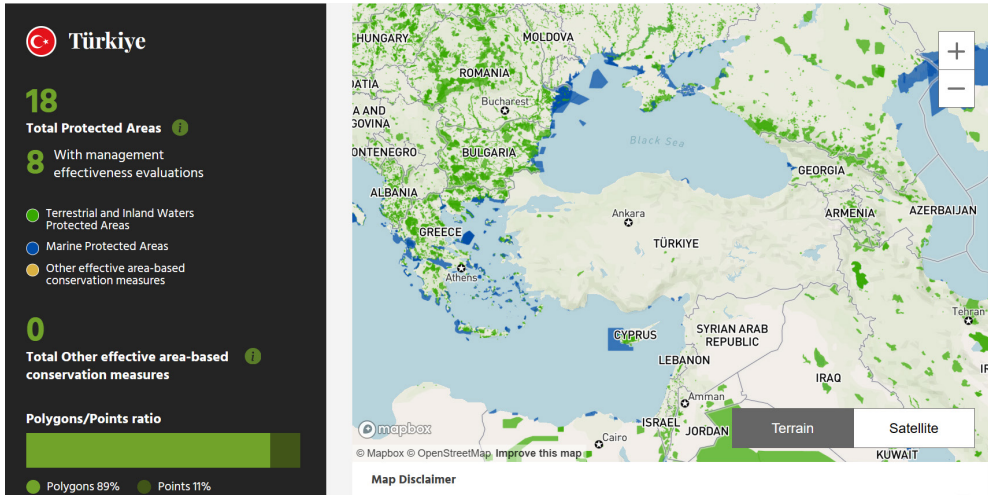 Türkiye
18
Total Protected Areas i
8 With management
effectiveness evaluations
Terrestrial and Inland Waters
Protected Areas
Marine Protected Areas
Other effective area-based
conservation measures
0
Total Other effective area-based i
conservation measures
Polygons/Points ratio
Polygons 89% Points 11%
HUNGARY
MOLDOVA
ROMANIA
ATIA
Bucharest
A AND
GOVINA
Black Sea
ONTENEGRO
BULGARIA
GEORGIA
ALBANIA
Ankara
ARMENIA
AZERBAIJAN
GREECE
TÜRKIYE
Athens
Tehran
CYPRUS
SYRIAN ARAB
REPUBLIC
LEBANON
IRAQ
Amman
ISRAEL
JORDAN
Cairo
KUWAIT
+
−
Terrain
Satellite
mapbox
© Mapbox © OpenStreetMap Improve this map
Map Disclaimer